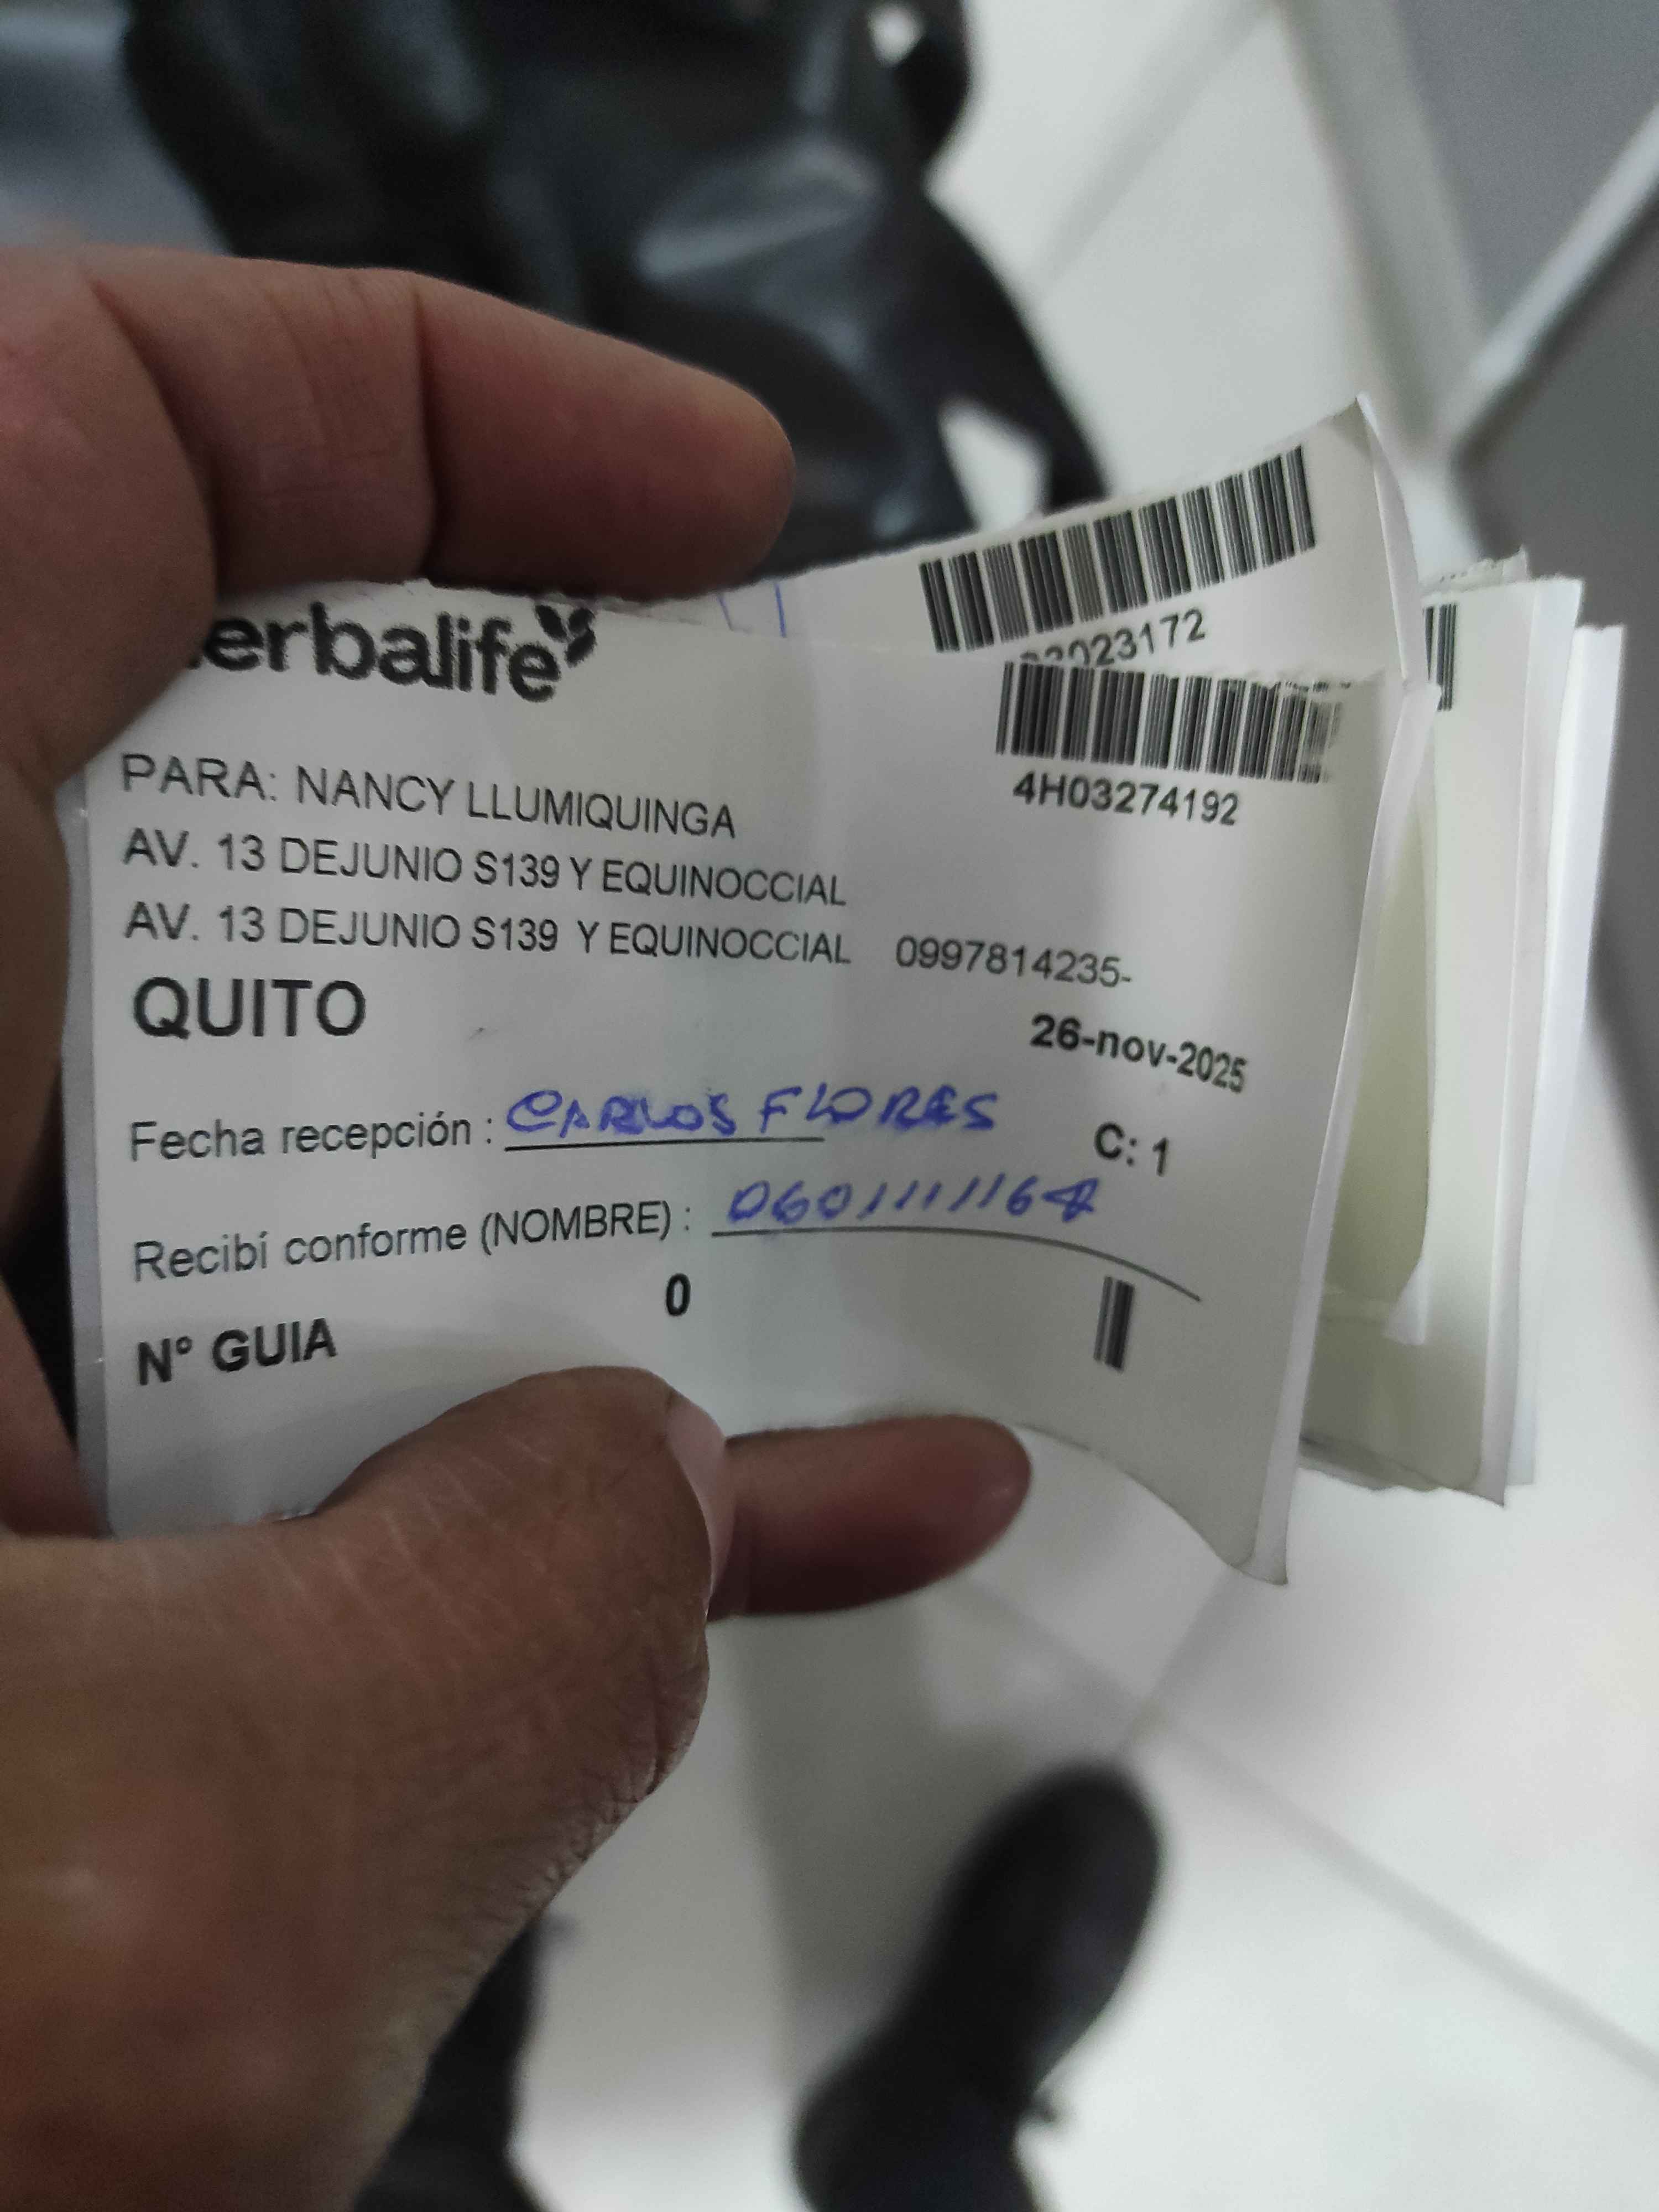 erbalife
23172
4H03274192
PARA: NANCY LLUMIQUINGA
AV. 13 DEJUNIO S139 Y EQUINOCCIAL
AV. 13 DEJUNIO S139 Y EQUINOCCIAL 0997814235-
QUITO
26-nov-2025
Fecha recepción : CARLOS FLORES
C: 1
Recibí conforme (NOMBRE) :
0
N° GUIA